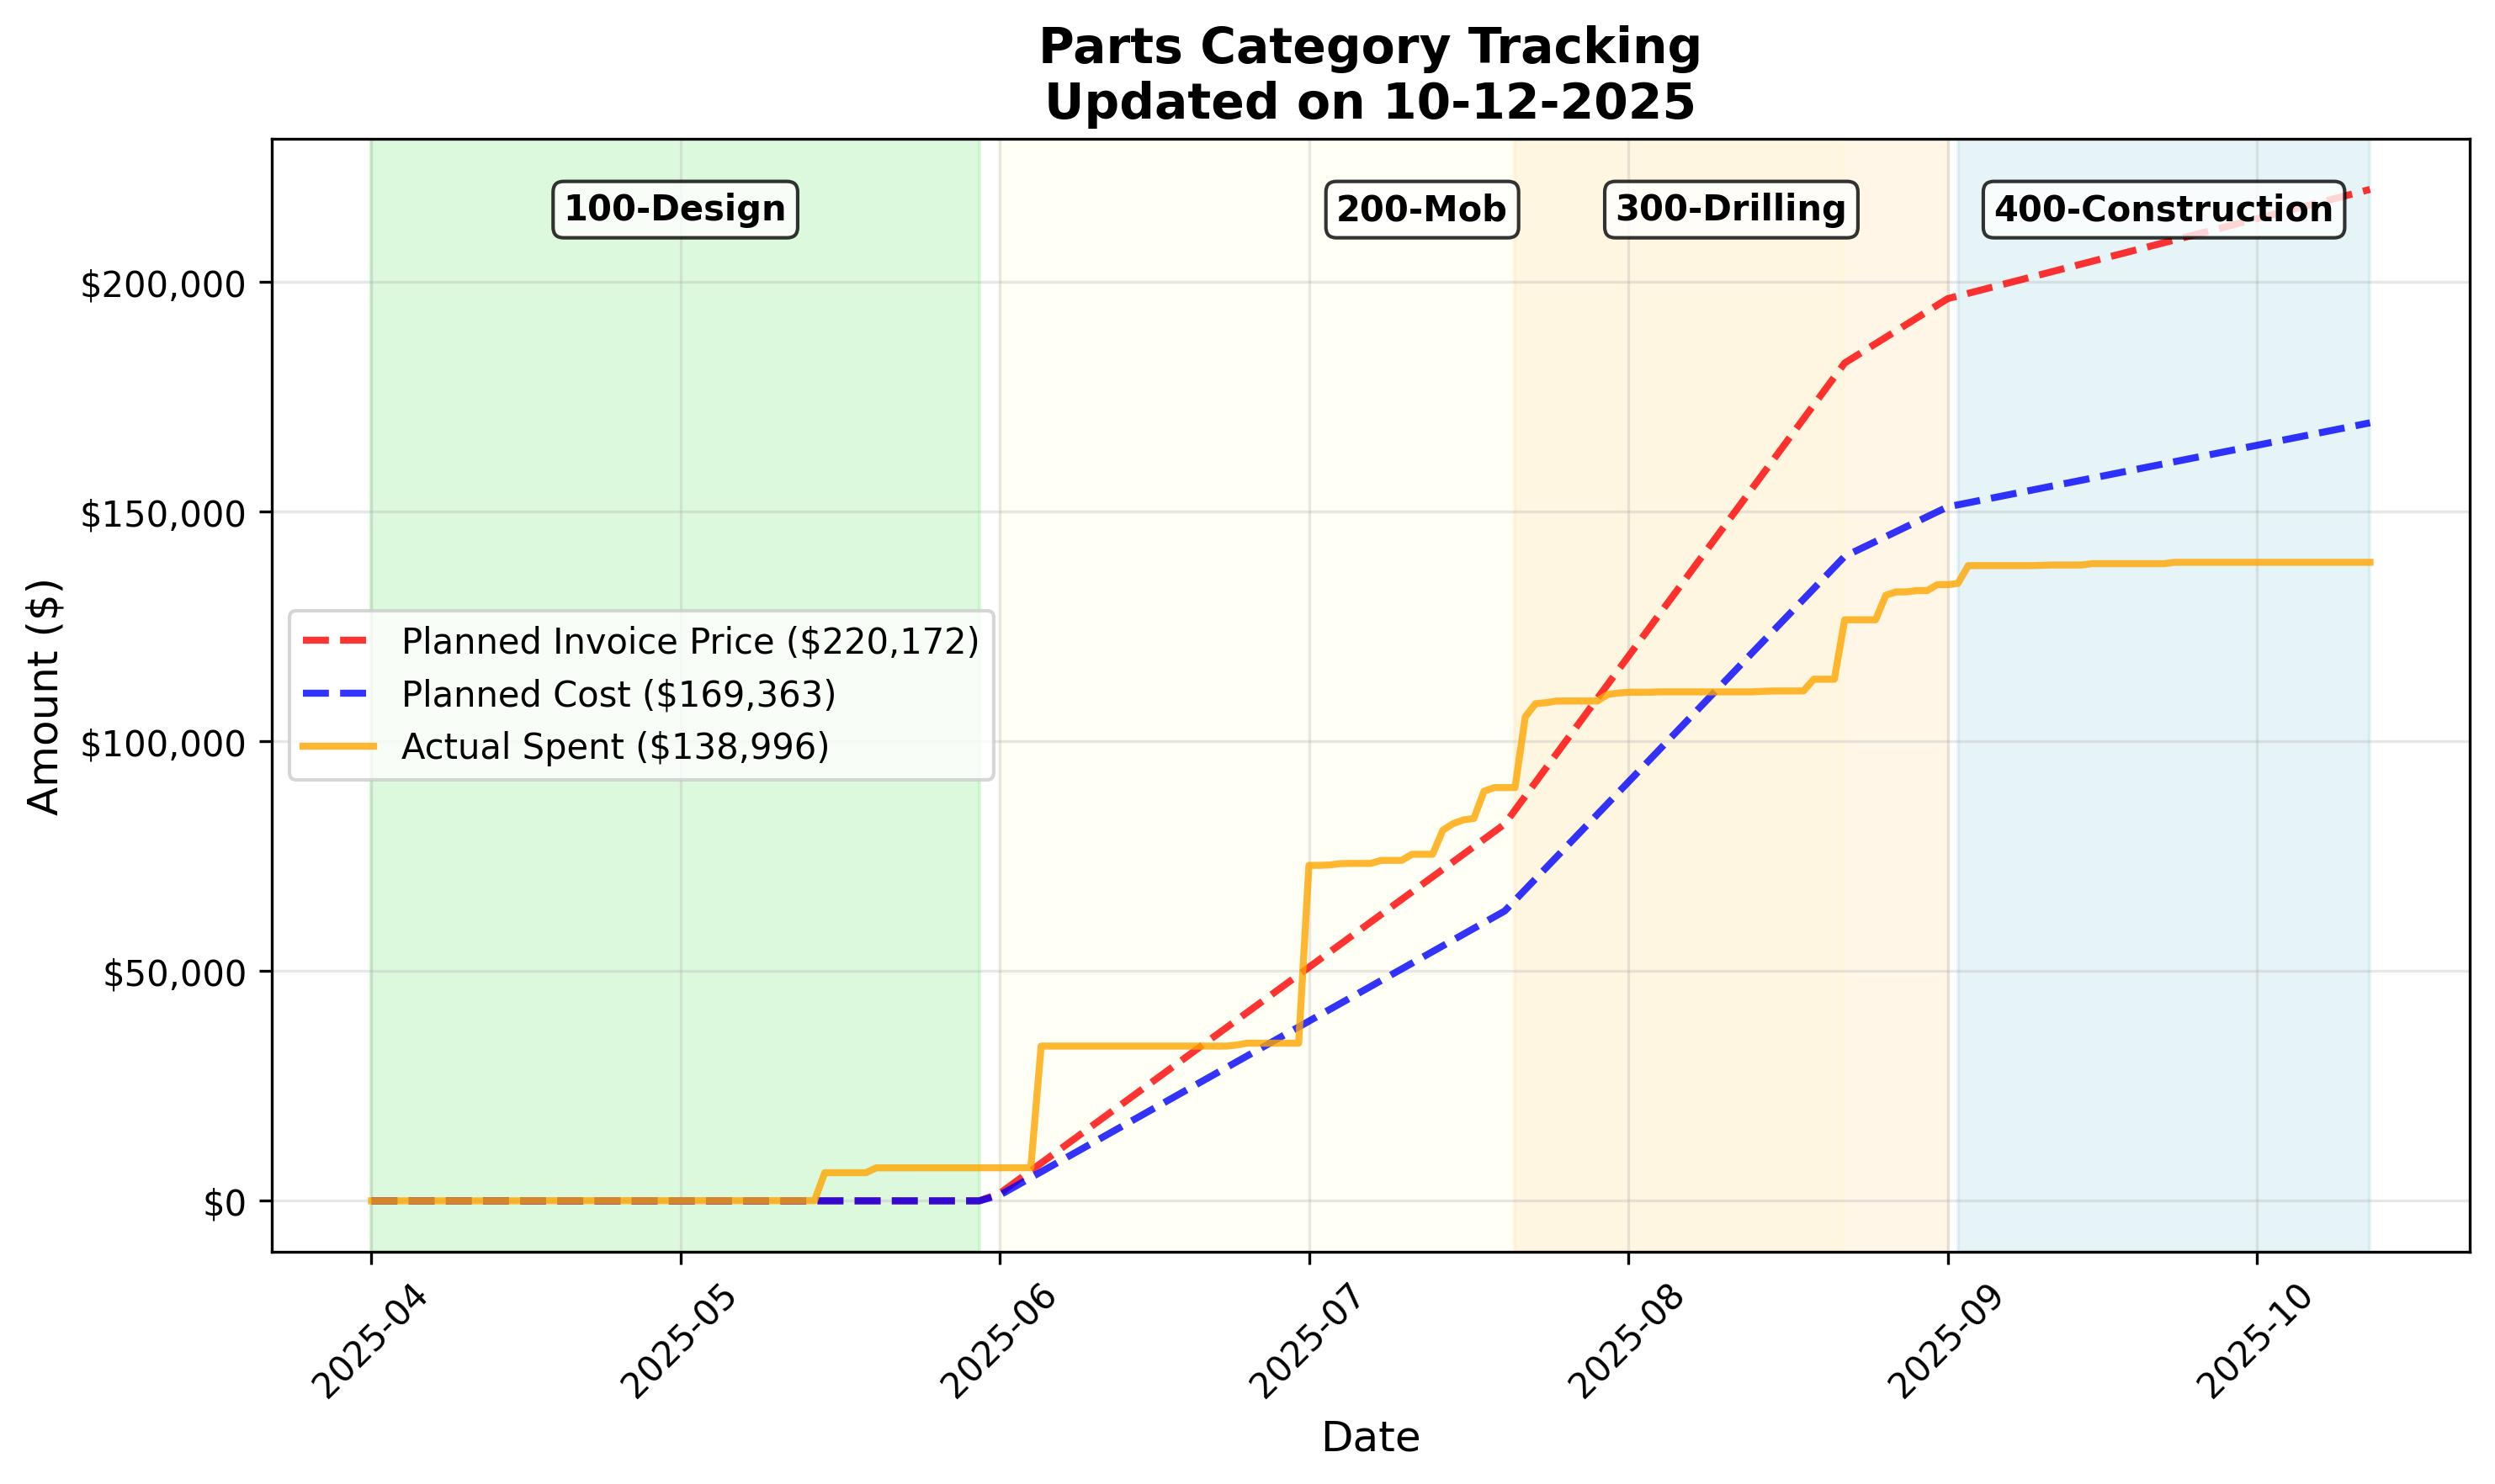 Parts Category Tracking
Updated on 10-12-2025
100-Design
200-Mob
300-Drilling
400-Construction
Amount ($)
$200,000
$150,000
$100,000
$50,000
$0
Planned Invoice Price ($220,172)
Planned Cost ($169,363)
Actual Spent ($138,996)
2025-04
2025-05
2025-06
2025-07
2025-08
2025-09
2025-10
Date